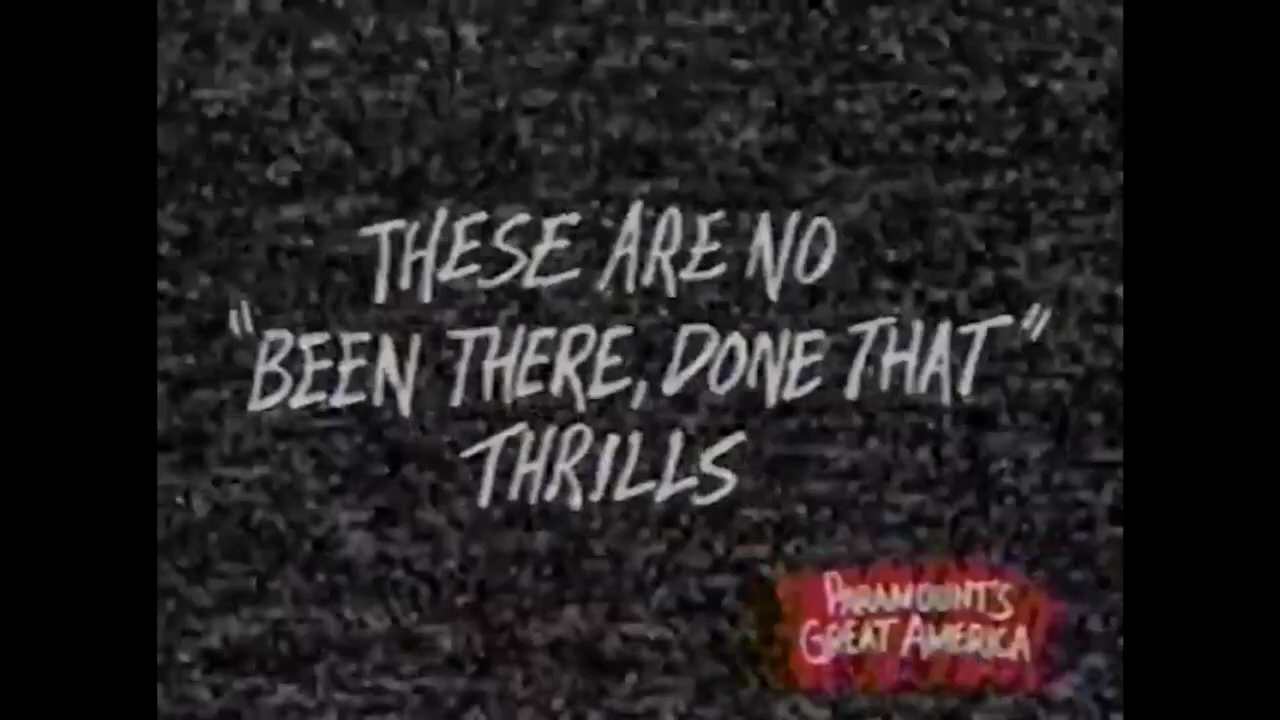 THESE ARE NO
"BEEN THERE, DONE THAT"
THRILLS
PARAMOUNT'S
GREAT AMERICA